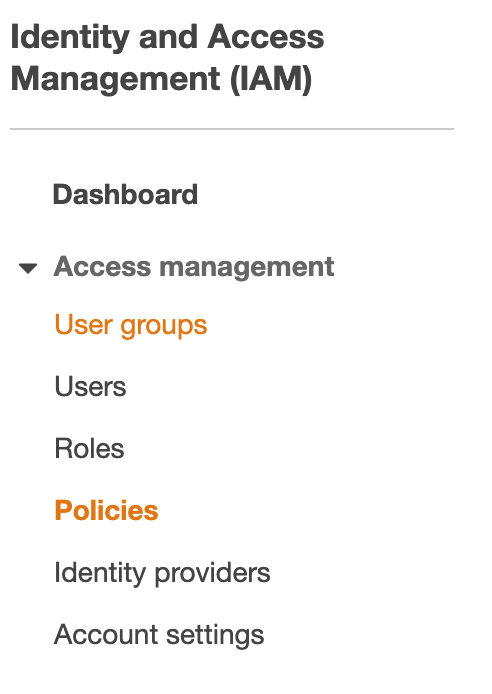 Identity and Access
Management (IAM)
Dashboard
Access management
User groups
Users
Roles
Policies
Identity providers
Account settings